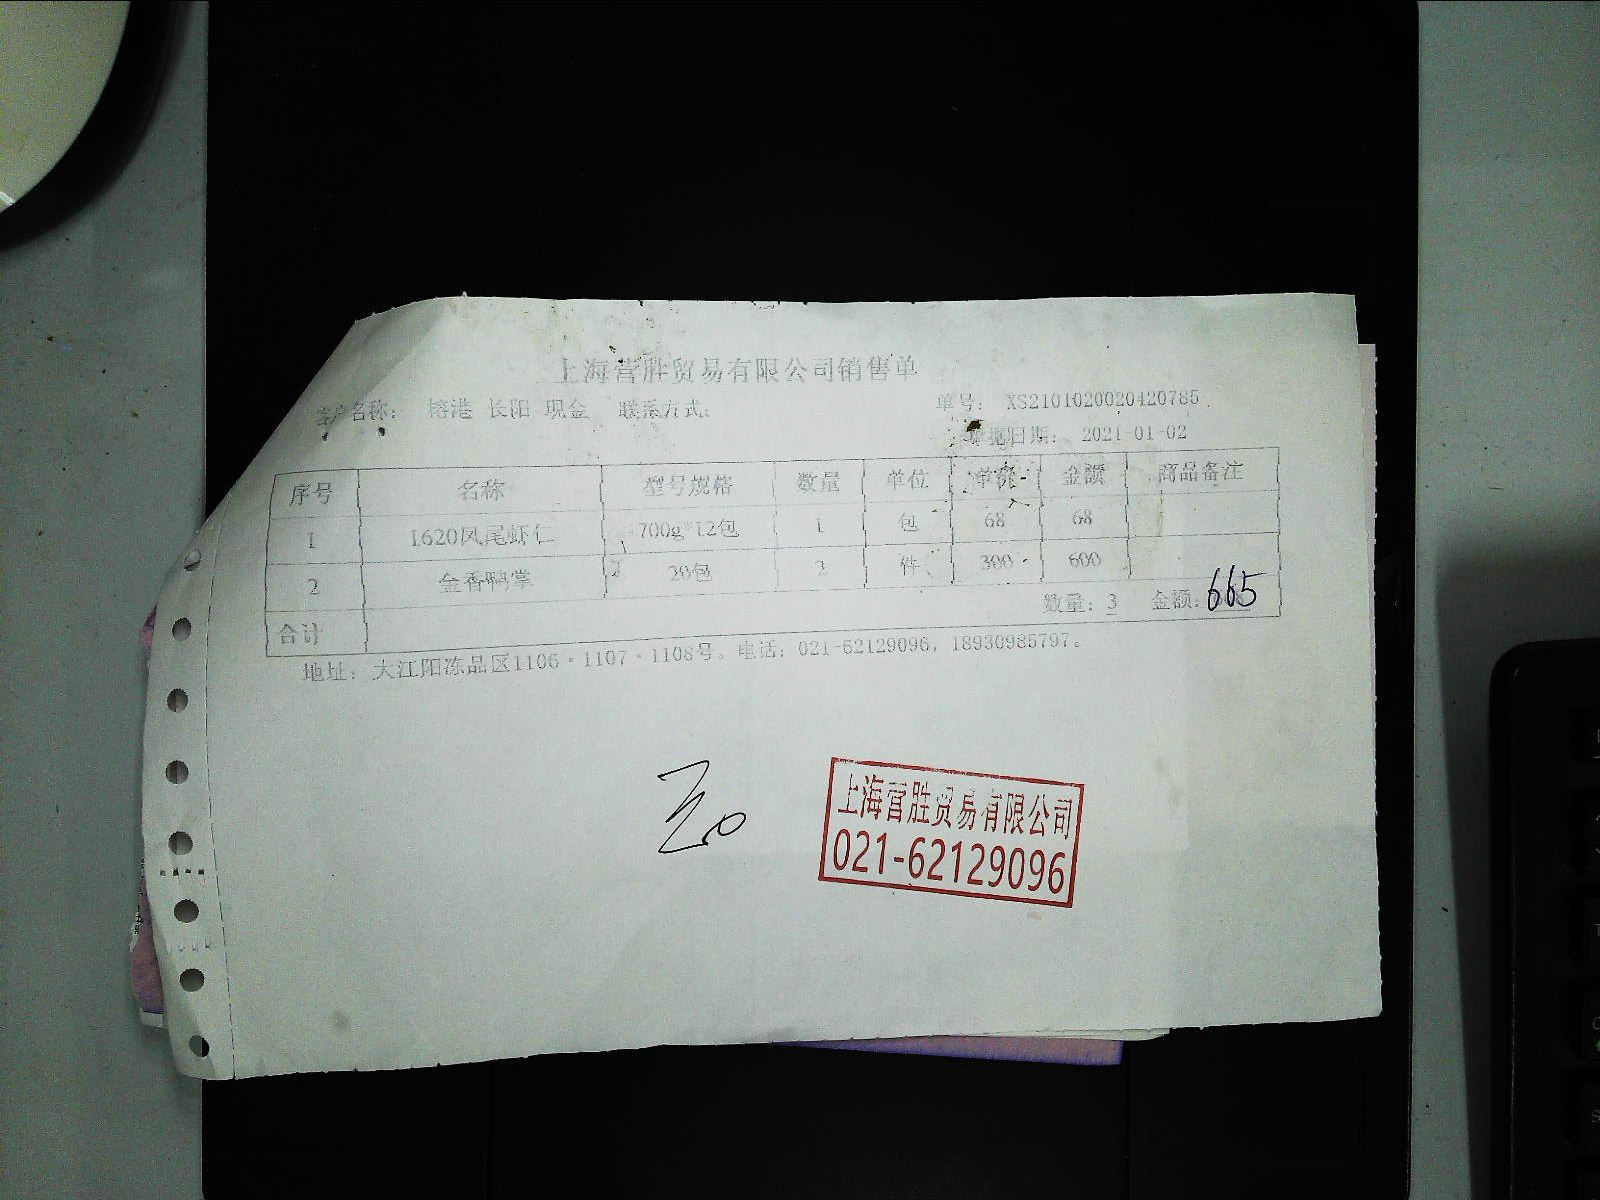 上海营胜贸易有限公司销售单
客户名称： 榕港 长阳 现金 联系方式： 单号： XS2101020020420785
单据日期： 2021-01-02
序号 名称 型号规格 数量 单位 单价 金额 商品备注
1 1620凤尾虾仁 700g*12包 1 包 68 68
2 金香鸭掌 20包 2 件 300 600
合计 数量：3 金额：665
地址：大江阳冻品区1106·1107·1108号。电话：021-62129096，18930985797。
上海营胜贸易有限公司
021-62129096